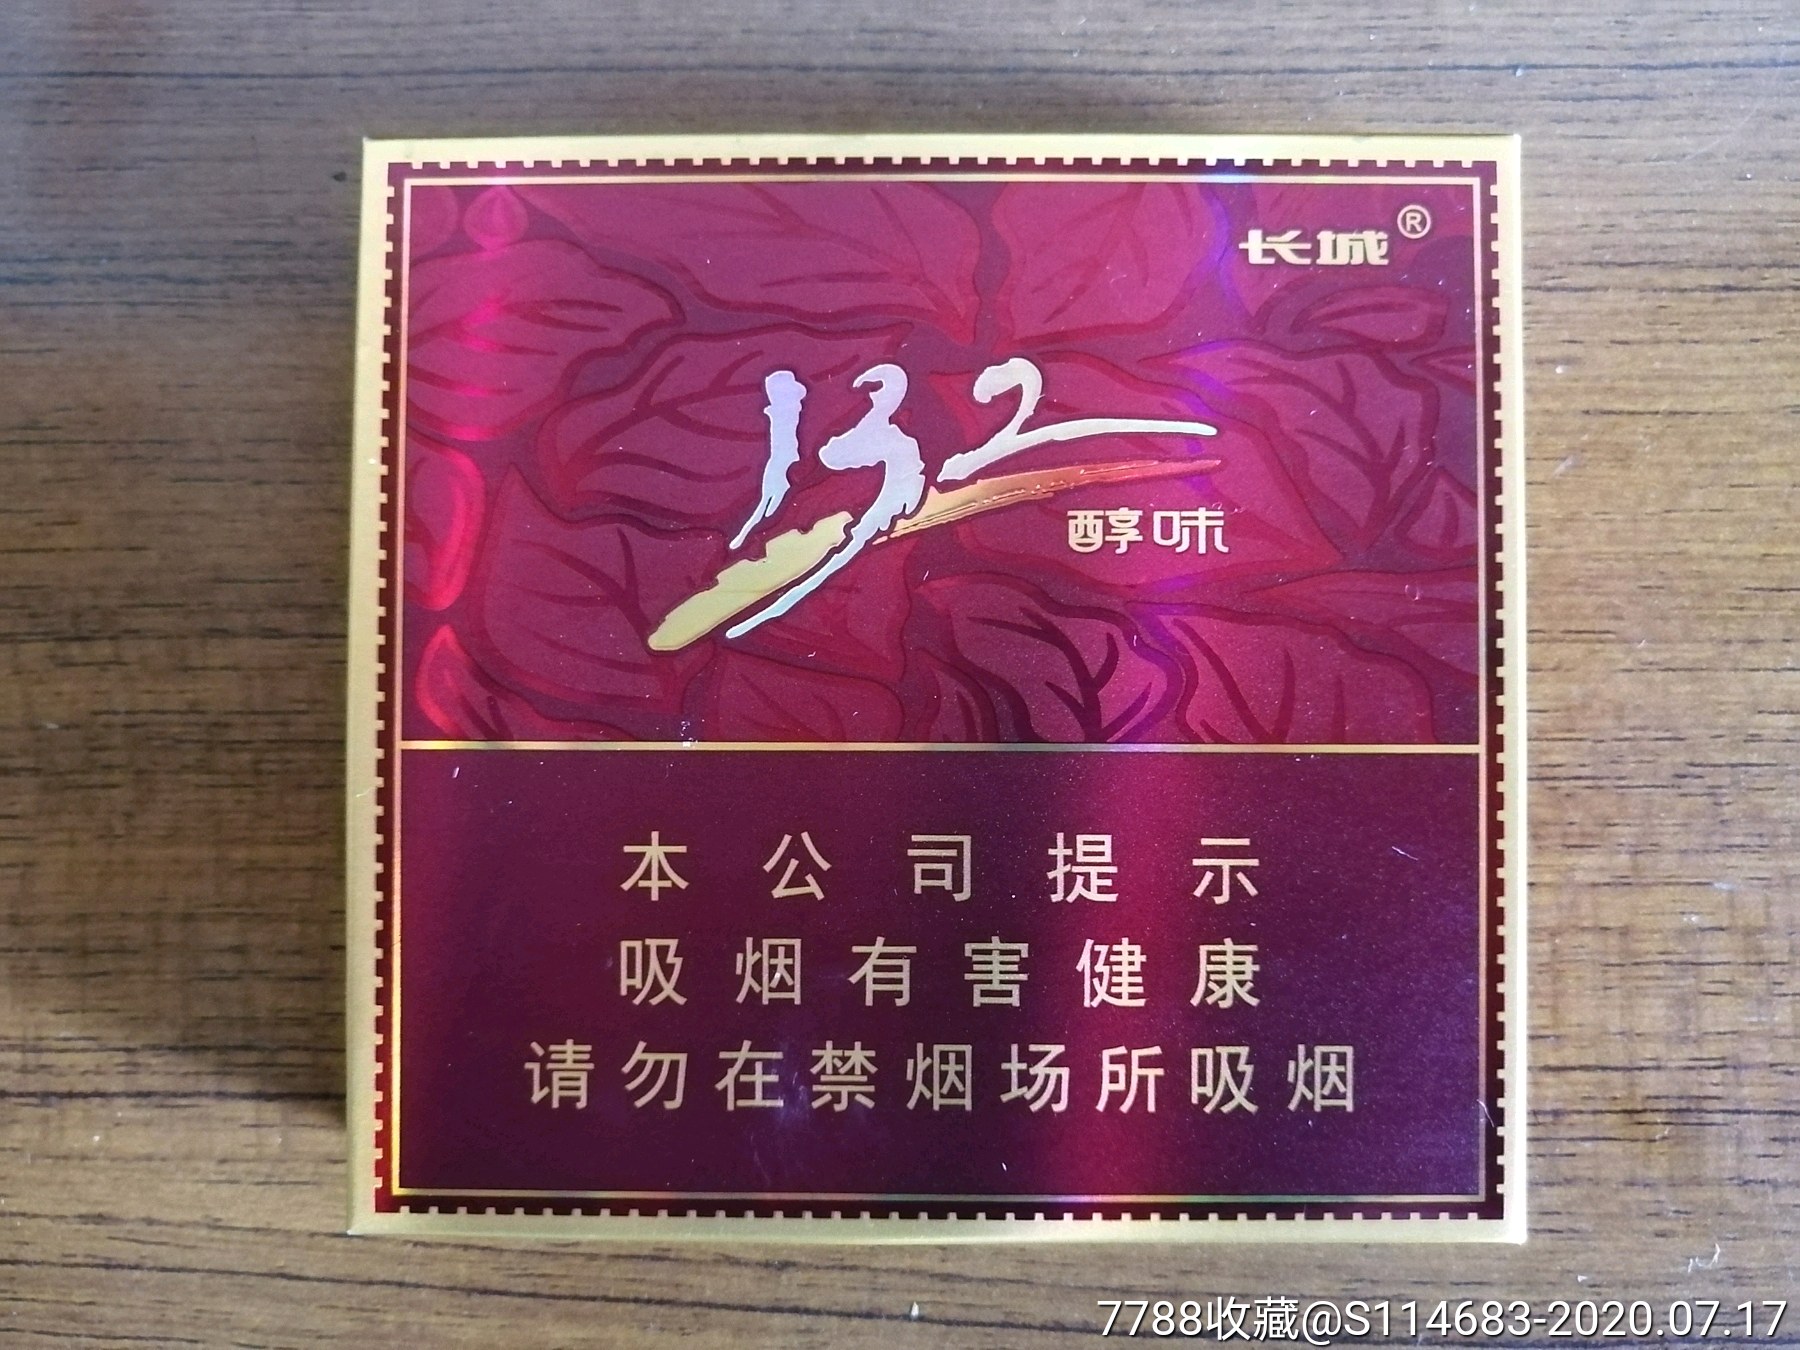 长城®
132
醇味
本公司提示
吸烟有害健康
请勿在禁烟场所吸烟
7788收藏@S114683-2020.07.17